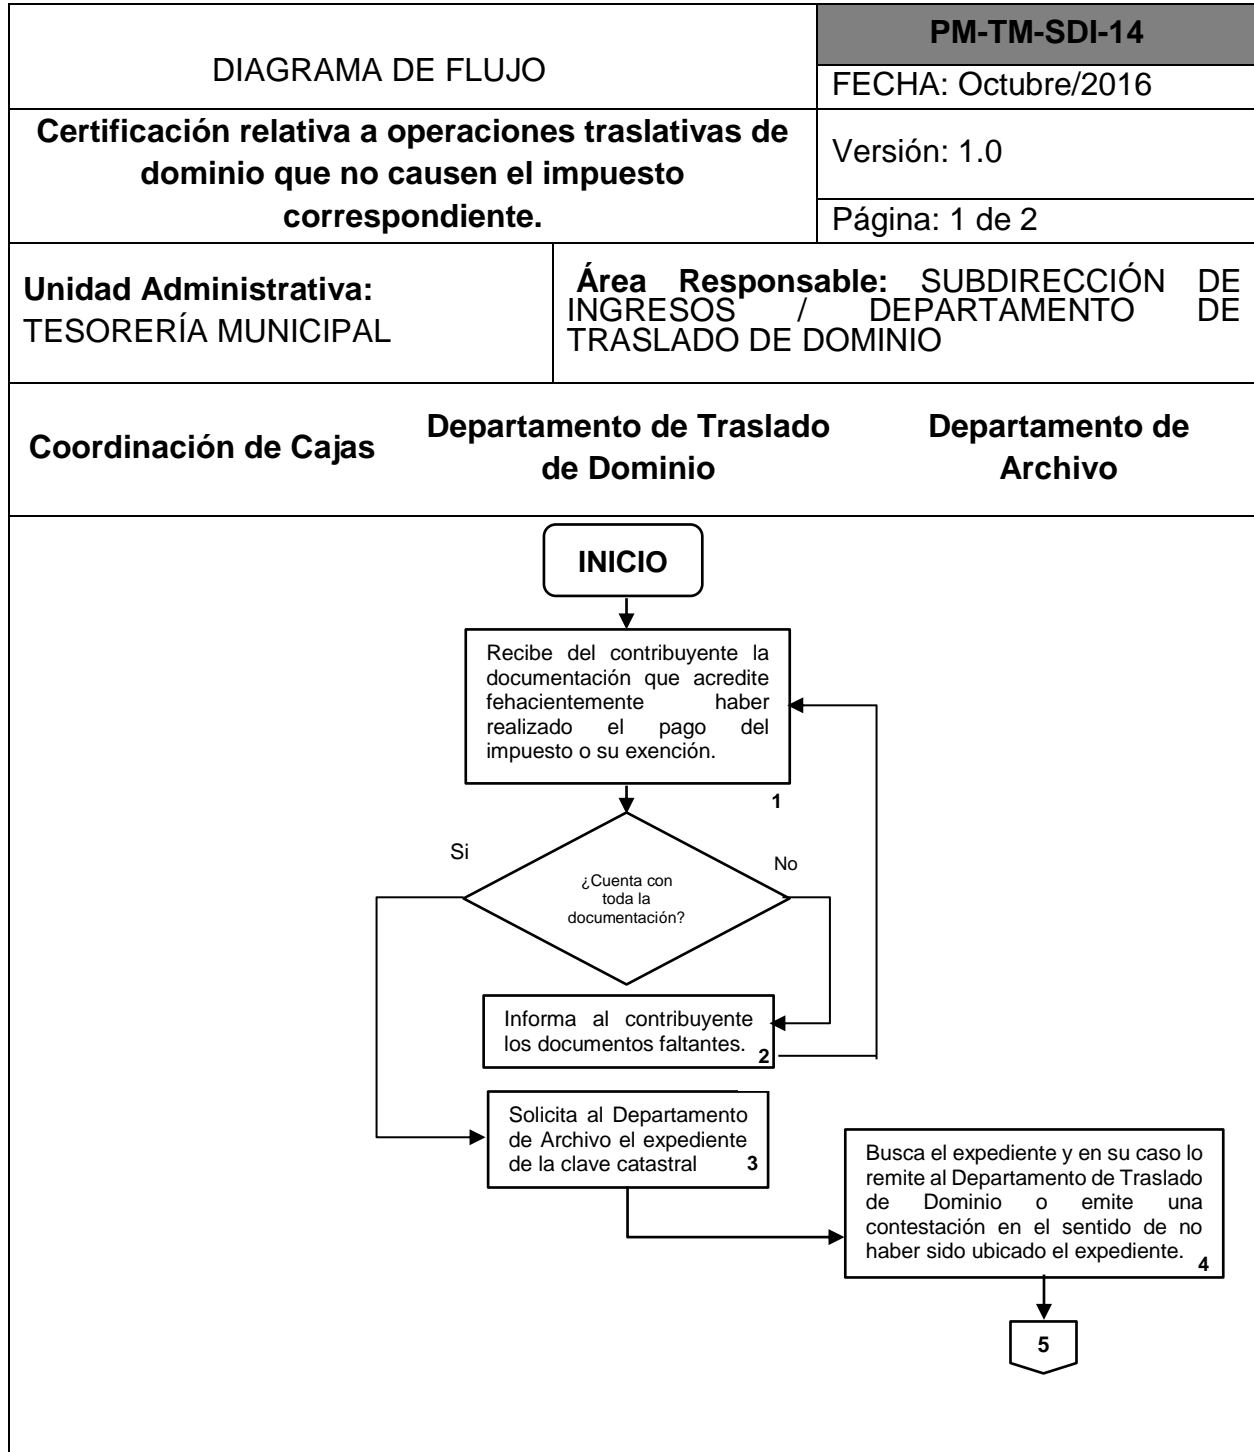 DIAGRAMA DE FLUJO
PM-TM-SDI-14
FECHA: Octubre/2016
Certificación relativa a operaciones traslativas de
dominio que no causen el impuesto
correspondiente.
Versión: 1.0
Página: 1 de 2
Unidad Administrativa:
TESORERÍA MUNICIPAL
Área Responsable: SUBDIRECCIÓN DE
INGRESOS / DEPARTAMENTO DE
TRASLADO DE DOMINIO
Coordinación de Cajas
Departamento de Traslado
de Dominio
Departamento de
Archivo
INICIO
Recibe del contribuyente la
documentación que acredite
fehacientemente haber
realizado el pago del
impuesto o su exención.
1
Si
No
¿Cuenta con
toda la
documentación?
Informa al contribuyente
los documentos faltantes.
2
Solicita al Departamento
de Archivo el expediente
de la clave catastral
3
Busca el expediente y en su caso lo
remite al Departamento de Traslado
de Dominio o emite una
contestación en el sentido de no
haber sido ubicado el expediente.
4
5